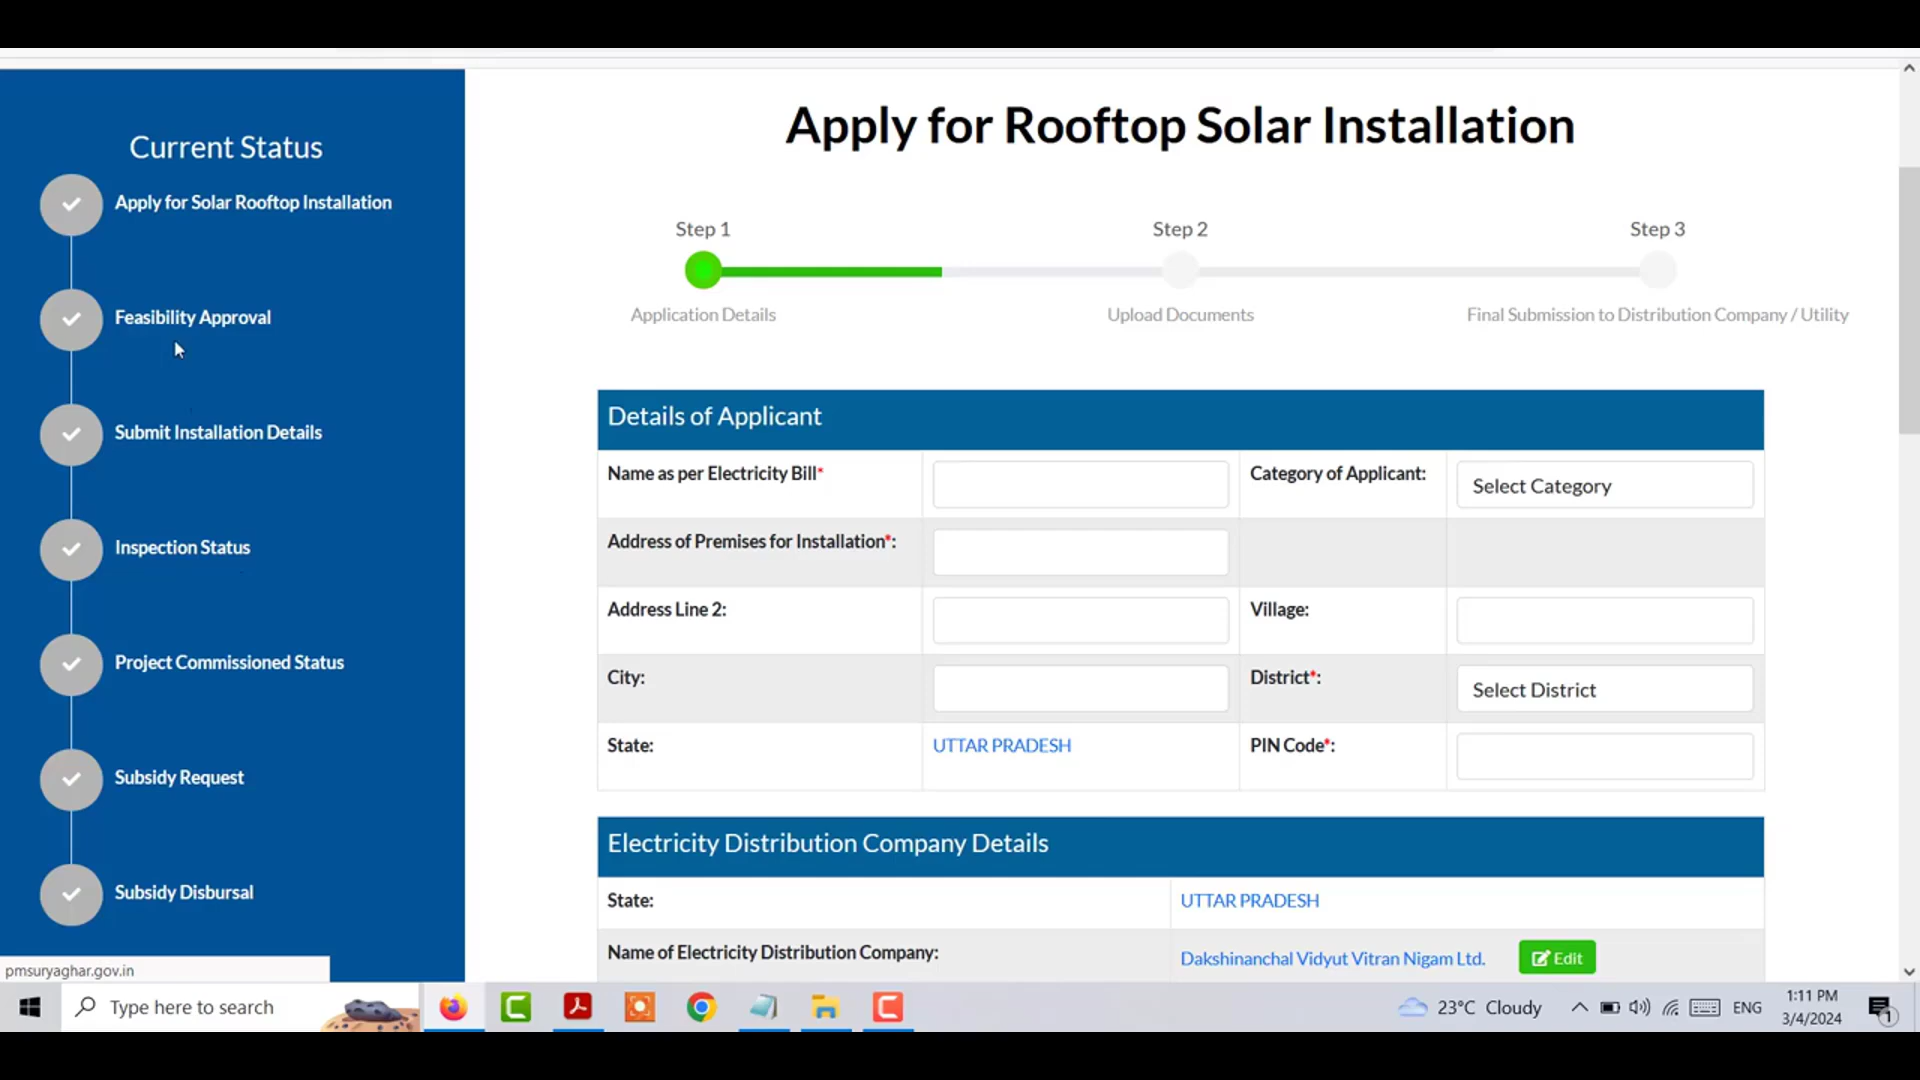 Current Status
Apply for Solar Rooftop Installation
Feasibility Approval
Submit Installation Details
Inspection Status
Project Commissioned Status
Subsidy Request
Subsidy Disbursal
pmsuryaghar.gov.in
Apply for Rooftop Solar Installation
Step 1 Step 2 Step 3
Application Details Upload Documents Final Submission to Distribution Company / Utility
Details of Applicant
Name as per Electricity Bill* Category of Applicant: Select Category
Address of Premises for Installation*:
Address Line 2: Village:
City: District*: Select District
State: UTTAR PRADESH PIN Code*:
Electricity Distribution Company Details
State: UTTAR PRADESH
Name of Electricity Distribution Company: Dakshinanchal Vidyut Vitran Nigam Ltd. Edit
Type here to search 23°C Cloudy ENG 1:11 PM
3/4/2024 1